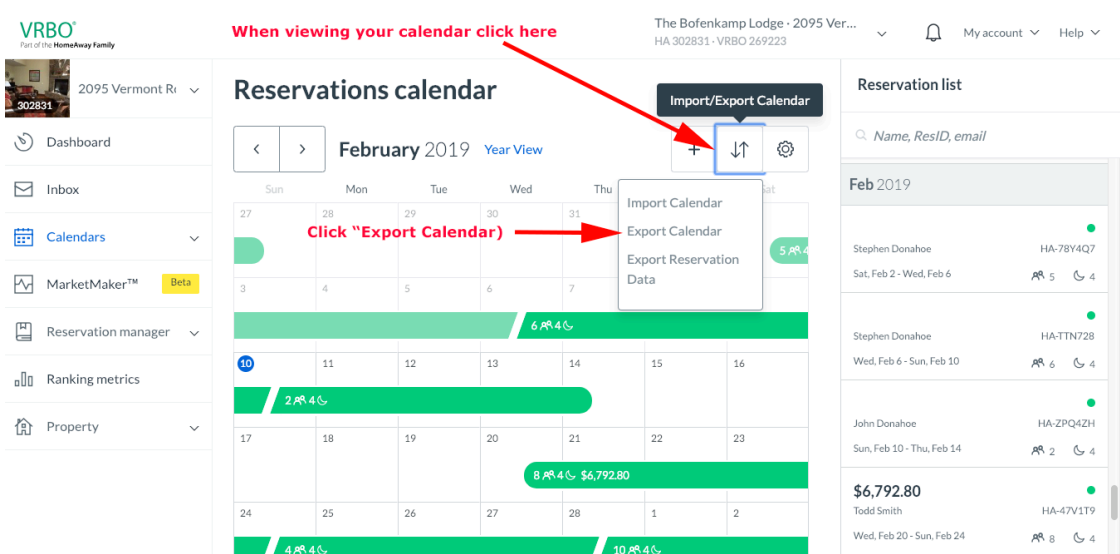 VRBO®
Part of the HomeAway Family
When viewing your calendar click here
The Bofenkamp Lodge · 2095 Ver...
HA 302831 · VRBO 269223
My account
Help
302831
2095 Vermont Ro
Dashboard
Inbox
Calendars
MarketMaker™
Beta
Reservation manager
Ranking metrics
Property
Reservations calendar
Import/Export Calendar
February 2019
Year View
+
Sun Mon Tue Wed Thu Sat
Import Calendar
Export Calendar
Export Reservation
Data
27 28 29 30 31
Click “Export Calendar)
5 4
3 4 5 6 7
6 4
10 11 12 13 14 15 16
2 4
17 18 19 20 21 22 23
8 4 $6,792.80
24 25 26 27 28 1 2
4 4
10 4
Reservation list
Name, ResID, email
Feb 2019
Stephen Donahoe HA-78Y4Q7
Sat, Feb 2 - Wed, Feb 6 5 4
Stephen Donahoe HA-TTN728
Wed, Feb 6 - Sun, Feb 10 6 4
John Donahoe HA-ZPQ4ZH
Sun, Feb 10 - Thu, Feb 14 2 4
$6,792.80
Todd Smith HA-47V1T9
Wed, Feb 20 - Sun, Feb 24 8 4